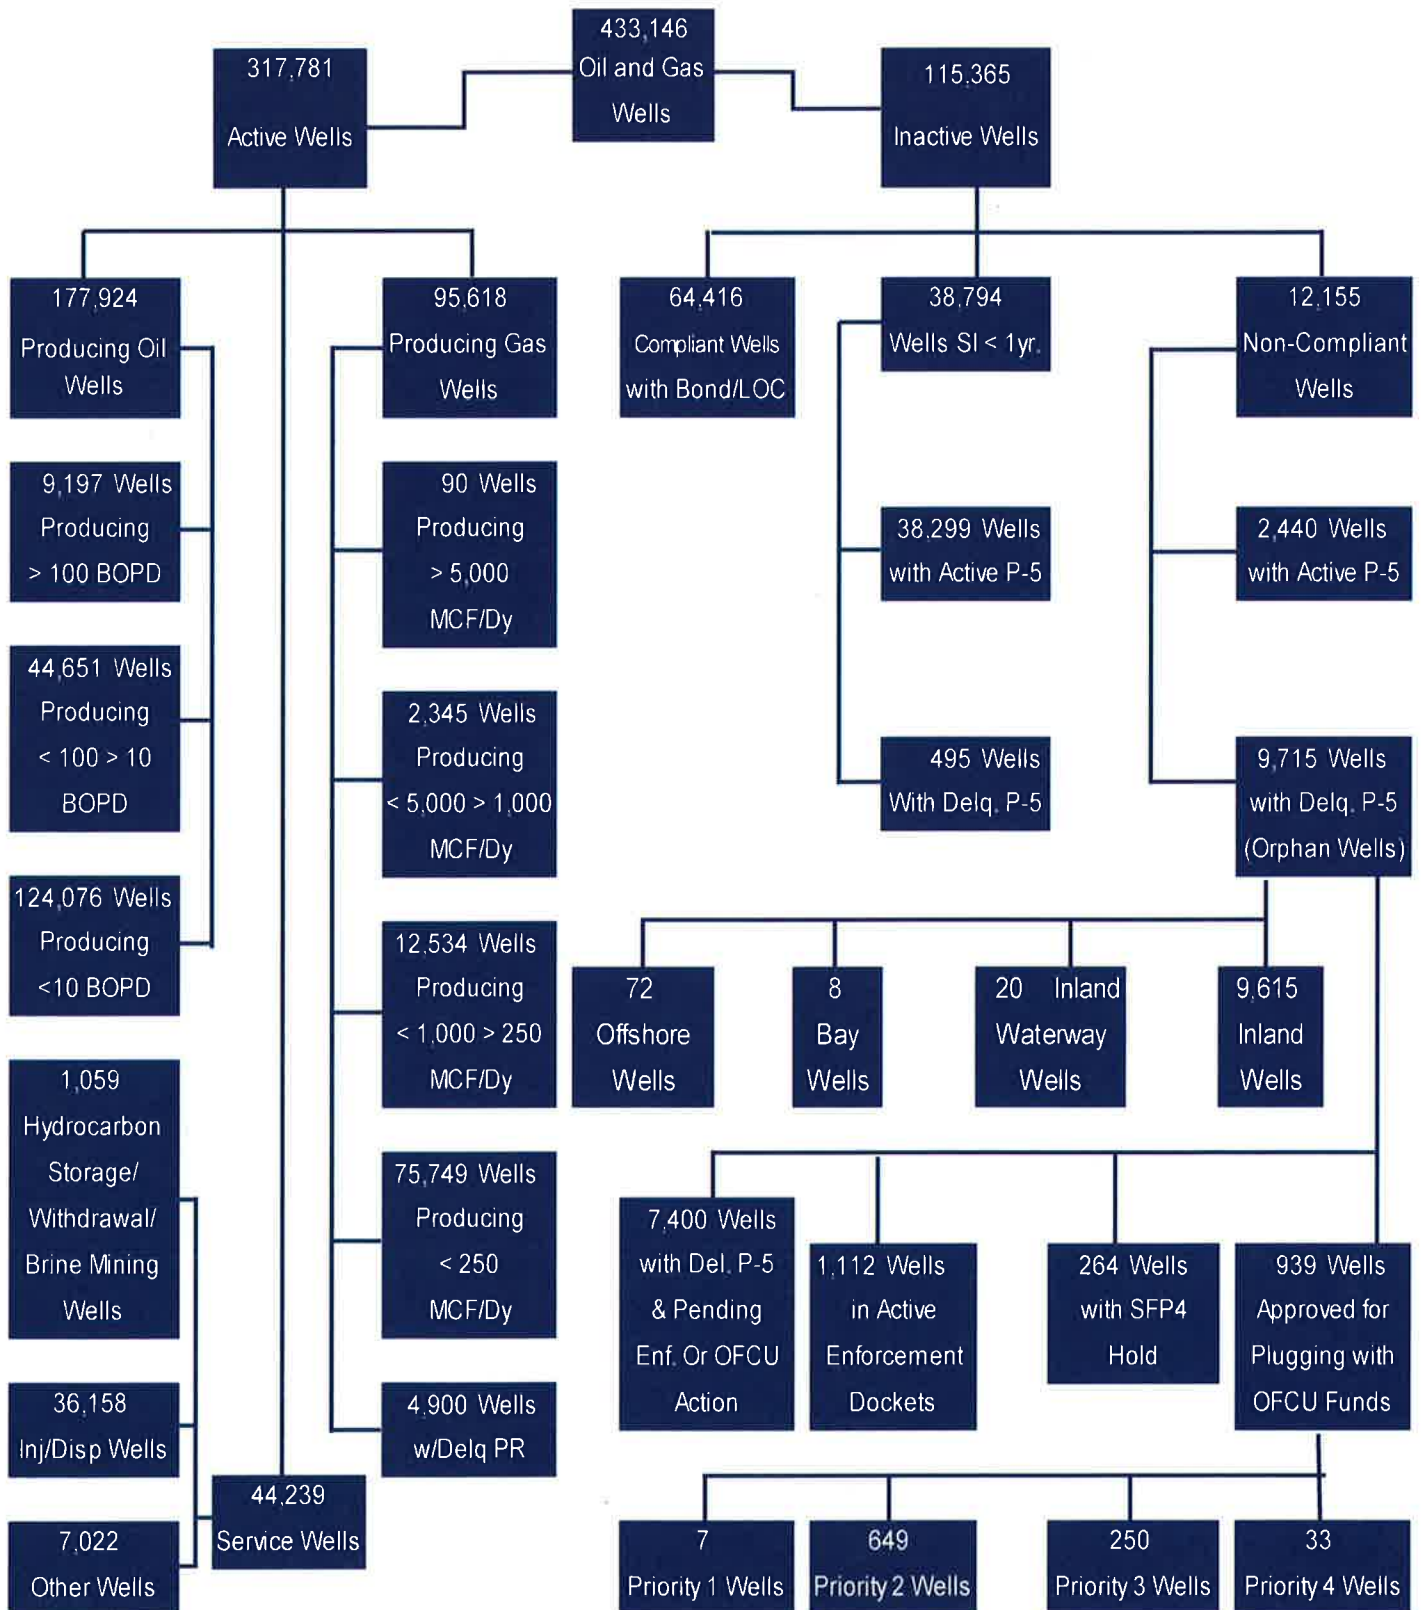 433,146
Oil and Gas
Wells
317,781
Active Wells
115,365
Inactive Wells
177,924
Producing Oil
Wells
95,618
Producing Gas
Wells
64,416
Compliant Wells
with Bond/LOC
38,794
Wells SI < 1yr.
12,155
Non-Compliant
Wells
9,197 Wells
Producing
> 100 BOPD
90 Wells
Producing
> 5,000
MCF/Dy
38,299 Wells
with Active P-5
2,440 Wells
with Active P-5
44,651 Wells
Producing
< 100 > 10
BOPD
2,345 Wells
Producing
< 5,000 > 1,000
MCF/Dy
495 Wells
With Delq. P-5
9,715 Wells
with Delq. P-5
(Orphan Wells)
124,076 Wells
Producing
<10 BOPD
12,534 Wells
Producing
< 1,000 > 250
MCF/Dy
72
Offshore
Wells
8
Bay
Wells
20 Inland
Waterway
Wells
9,615
Inland
Wells
1,059
Hydrocarbon
Storage/
Withdrawal/
Brine Mining
Wells
75,749 Wells
Producing
< 250
MCF/Dy
7,400 Wells
with Del. P-5
& Pending
Enf. Or OFCU
Action
1,112 Wells
in Active
Enforcement
Dockets
264 Wells
with SFP4
Hold
939 Wells
Approved for
Plugging with
OFCU Funds
36,158
Inj/Disp Wells
4,900 Wells
w/Delq PR
44,239
Service Wells
7,022
Other Wells
7
Priority 1 Wells
649
Priority 2 Wells
250
Priority 3 Wells
33
Priority 4 Wells